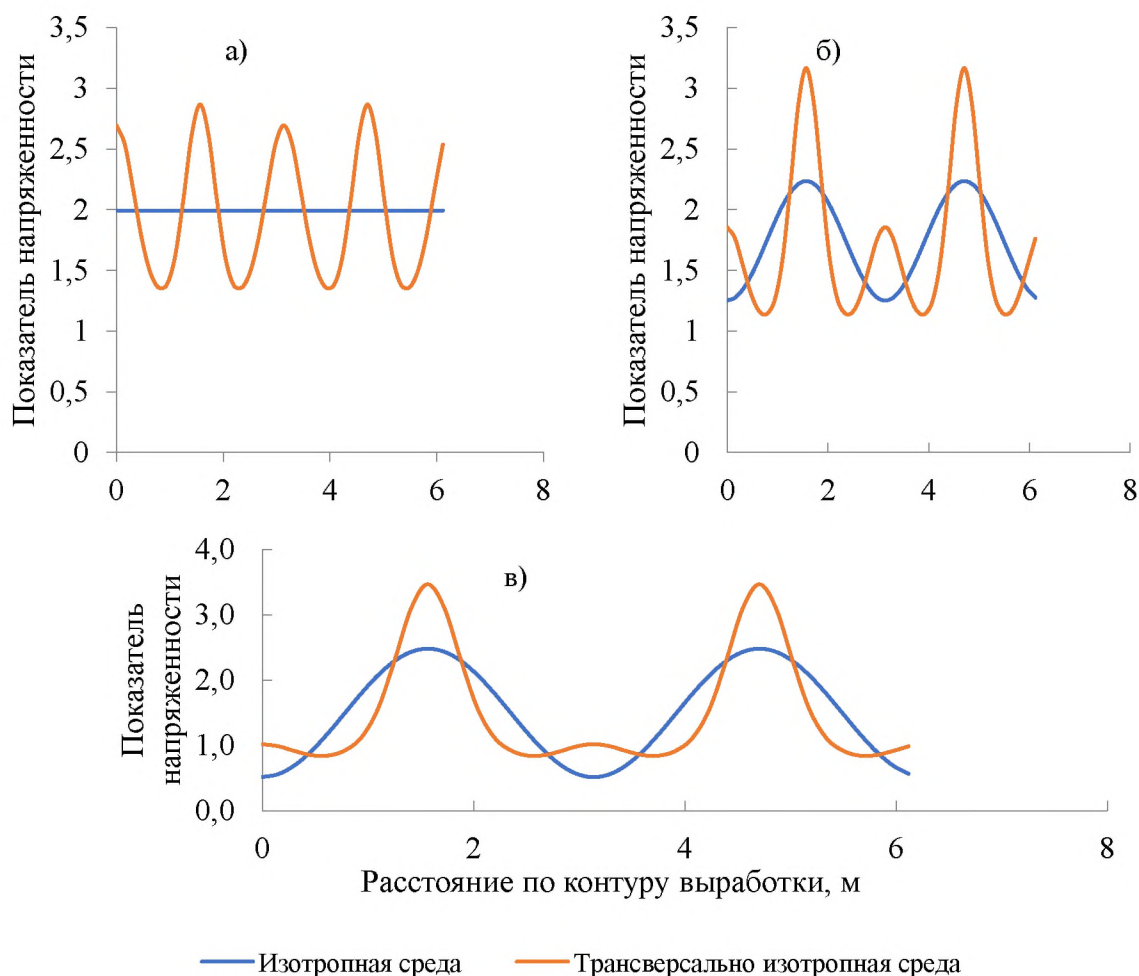 а)
Показатель напряженности
3,5
3
2,5
2
1,5
1
0,5
0
0 2 4 6 8
б)
Показатель напряженности
3,5
3
2,5
2
1,5
1
0,5
0
0 2 4 6 8
в)
Показатель
напряженности
4,0
3,0
2,0
1,0
0,0
0 2 4 6 8
Расстояние по контуру выработки, м
Изотропная среда Трансверсально изотропная среда